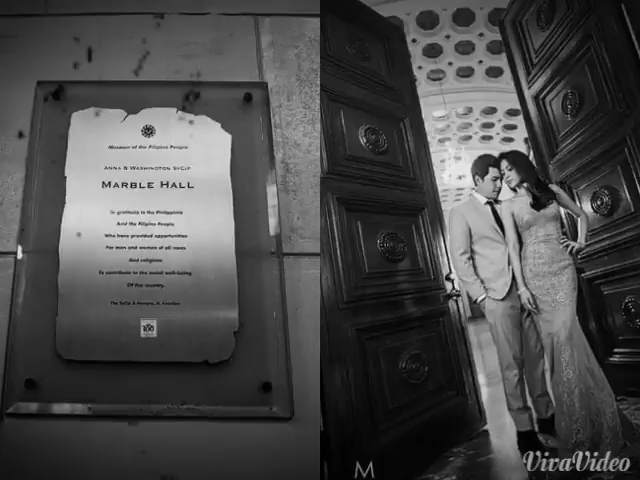 Museum of the Filipino People
ANNA & WASHINGTON SYCIP
MARBLE HALL
In gratitude to the Philippines
And the Filipino People
Who have provided opportunities
For men and women of all races
And religions
To contribute to the social well-being
Of the country.
100
M
VivaVideo